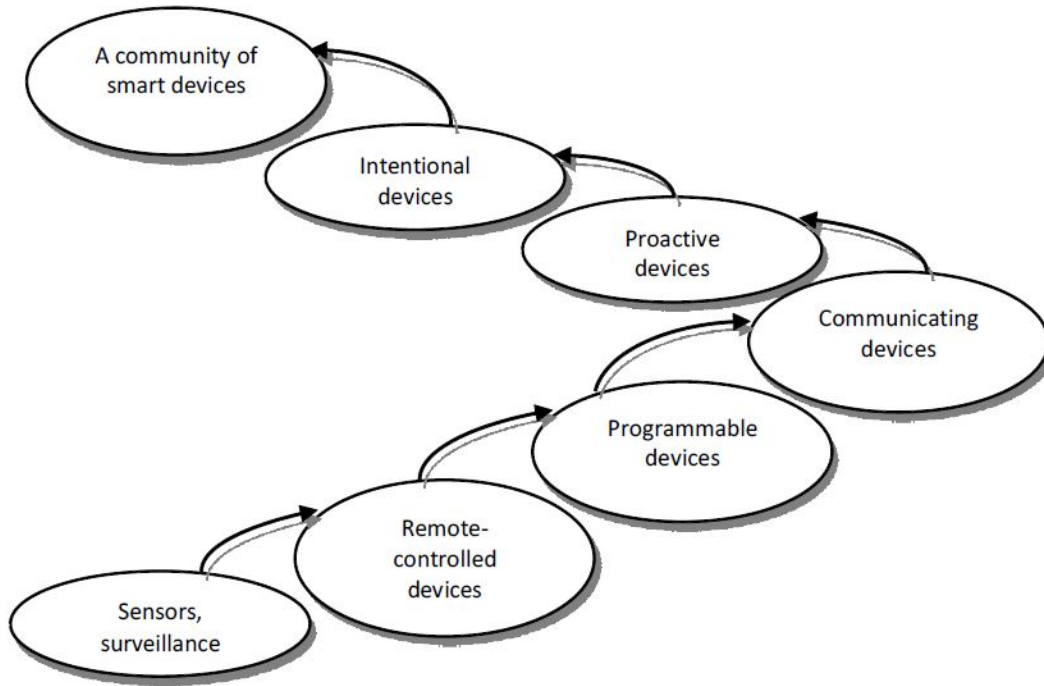 A community of
smart devices
Intentional
devices
Proactive
devices
Communicating
devices
Programmable
devices
Remote-
controlled
devices
Sensors,
surveillance